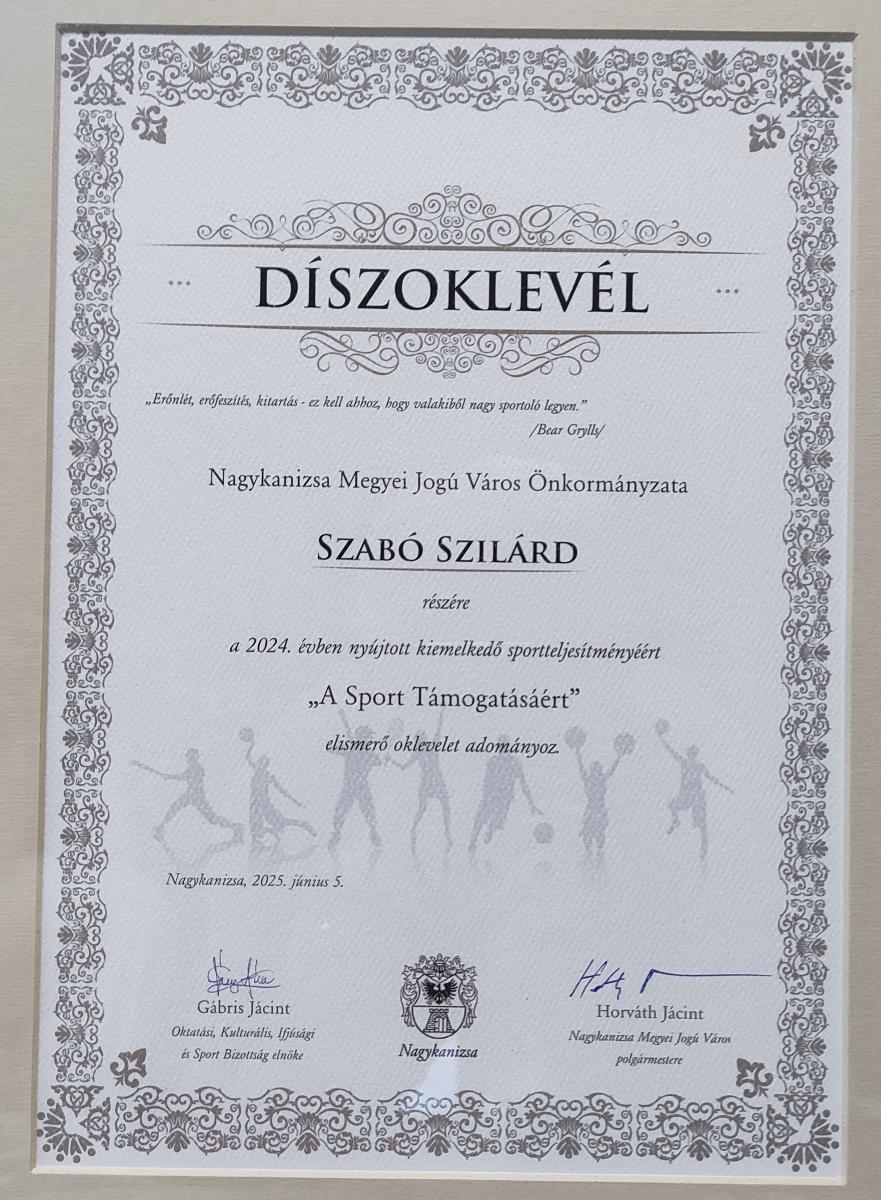 DÍSZOKLEVÉL
„Erőnlét, erőfeszítés, kitartás - ez kell ahhoz, hogy valakiből nagy sportoló legyen.”
/Bear Grylls/
Nagykanizsa Megyei Jogú Város Önkormányzata
SZABÓ SZILÁRD
részére
a 2024. évben nyújtott kiemelkedő sportteljesítményéért
„A Sport Támogatásáért”
elismerő oklevelet adományoz.
Nagykanizsa, 2025. június 5.
Gábris Jácint
Oktatási, Kulturális, Ifjúsági
és Sport Bizottság elnöke
Nagykanizsa
Horváth Jácint
Nagykanizsa Megyei Jogú Város
polgármestere